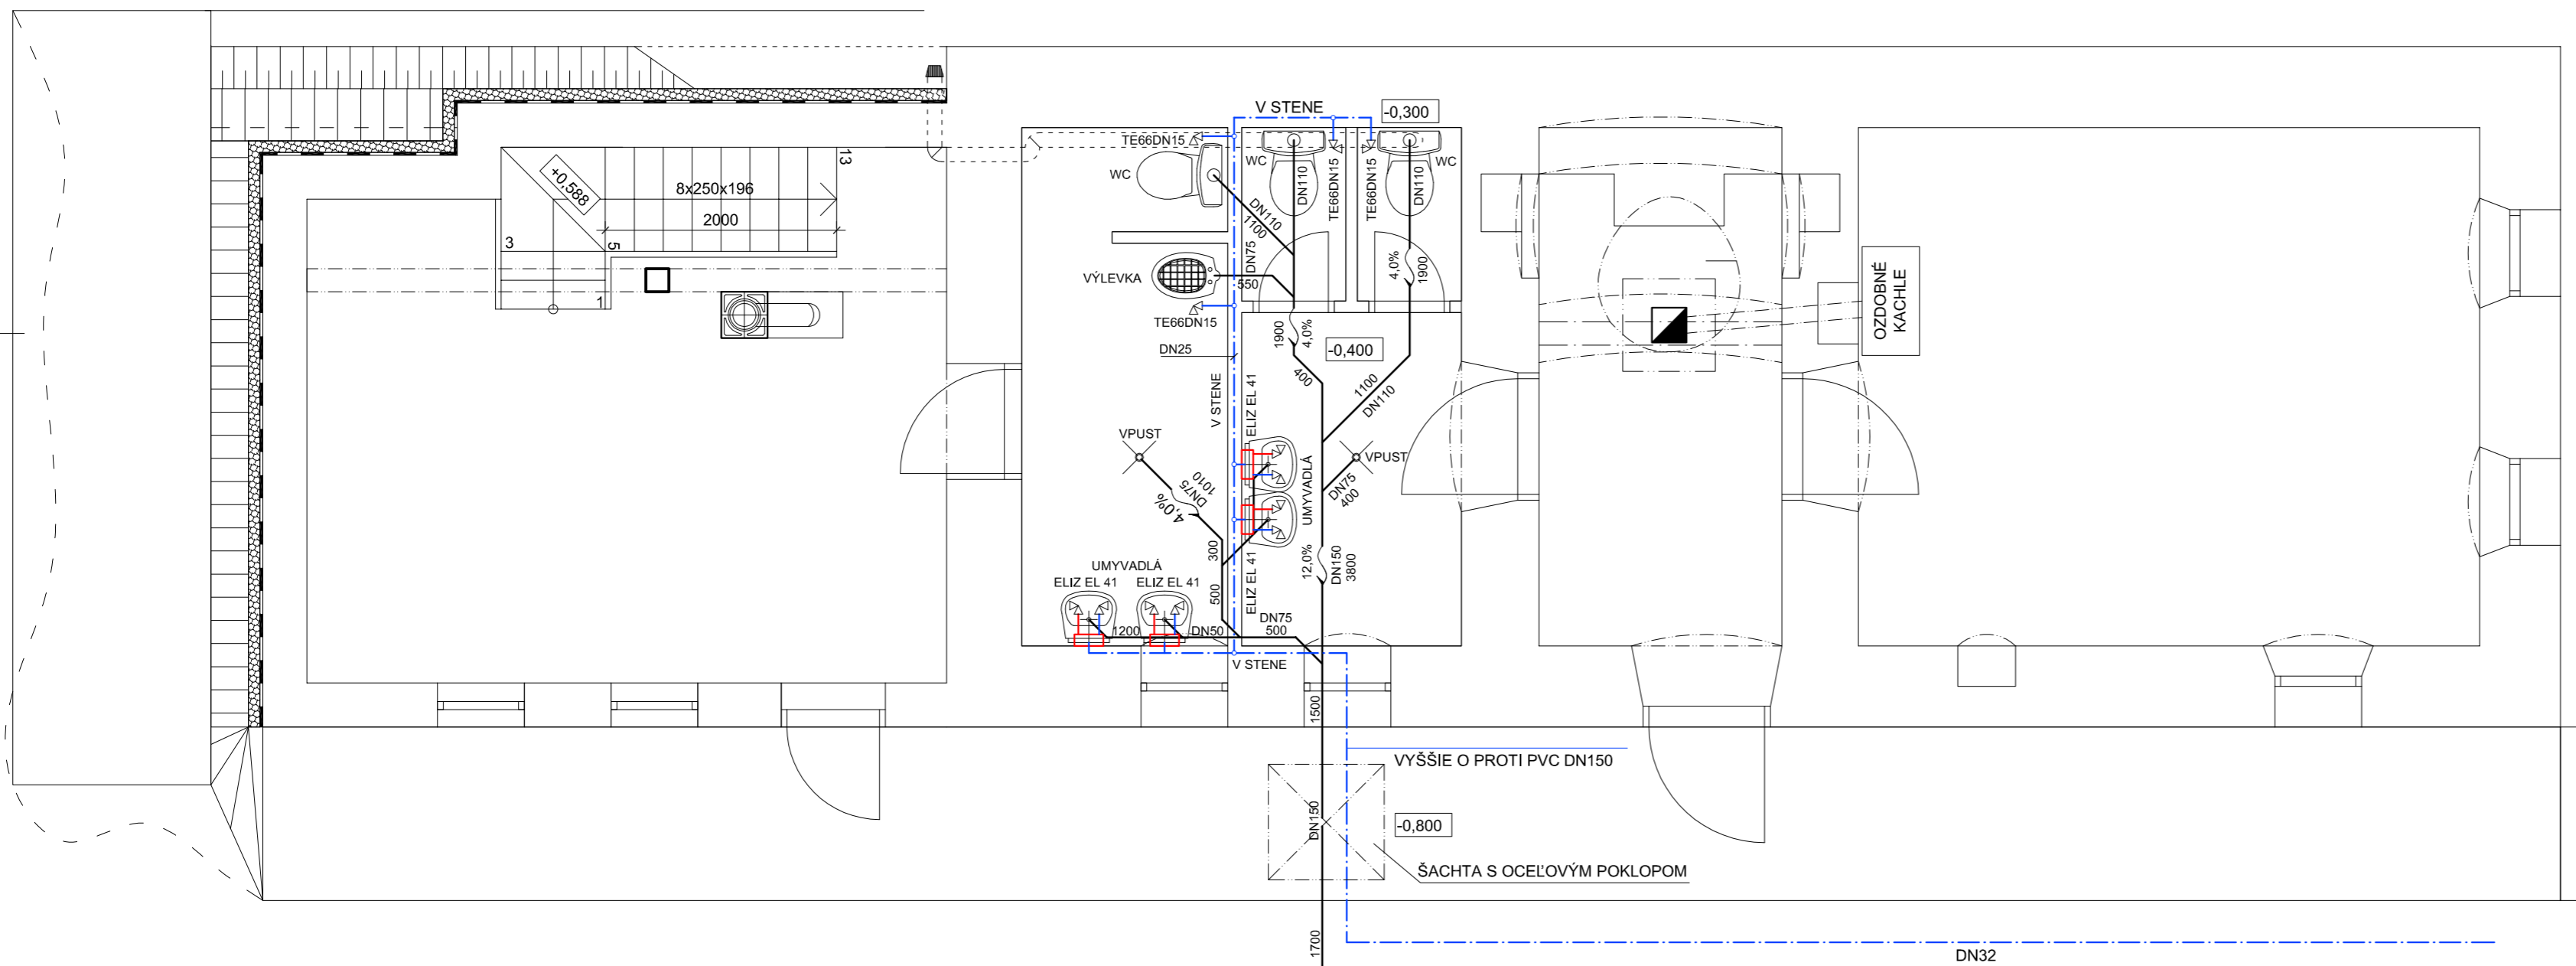 V STENE
-0,300
TE66DN15
WC
WC
WC
DN110
TE66DN15
TE66DN15
DN110
13
+0,588
8x250x196
2000
3
5
1
DN110
1100
DN75
550
VÝLEVKA
TE66DN15
4,0%
1900
OZDOBNÉ
KACHLE
DN25
1900
4,0%
-0,400
400
1100
DN110
V STENE
ELIZ EL 41
VPUST
VPUST
DN75
1010
4,0%
UMYVADLÁ
DN75
400
300
12,0%
DN150
3800
UMYVADLÁ
ELIZ EL 41
ELIZ EL 41
ELIZ EL 41
500
1200
DN50
DN75
500
V STENE
1500
VYŠŠIE O PROTI PVC DN150
DN150
-0,800
ŠACHTA S OCEĽOVÝM POKLOPOM
1700
DN32